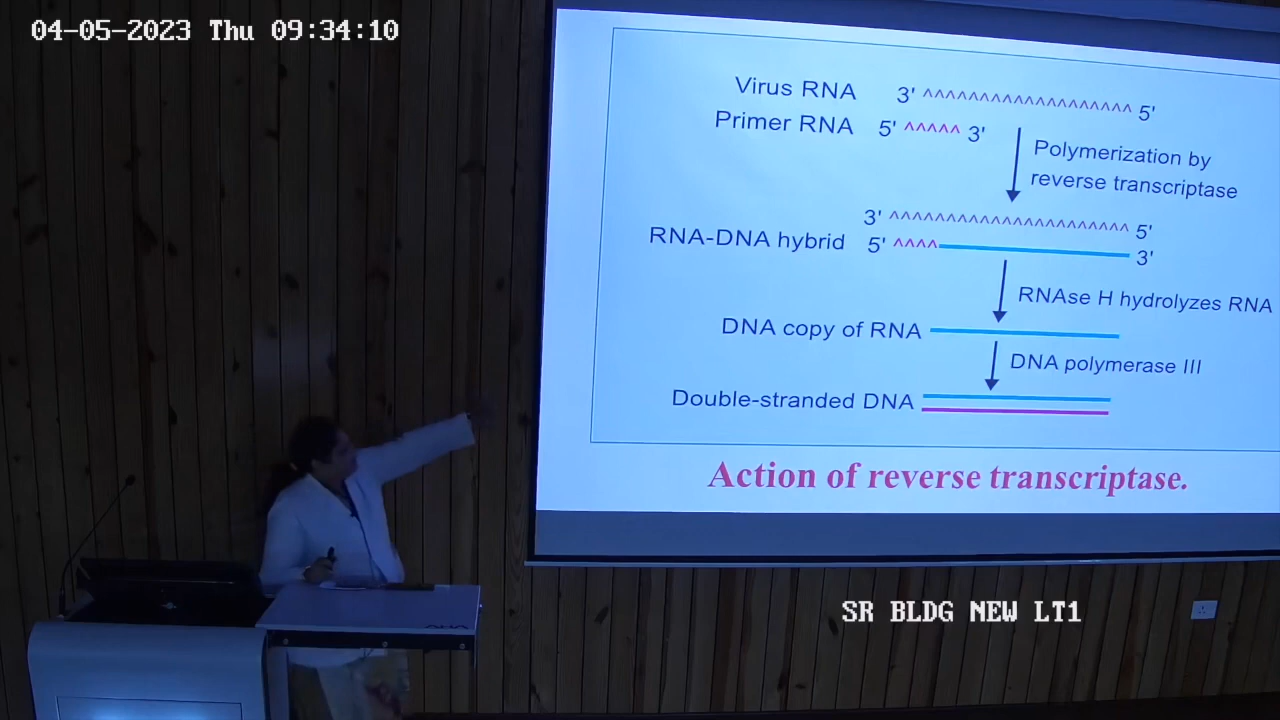 04-05-2023 Thu 09:34:10
Virus RNA 3' ^^^^^^^^^^^^^^^^^^^ 5'
Primer RNA 5' ^^^^^ 3'
Polymerization by
reverse transcriptase
3' ^^^^^^^^^^^^^^^^^^^^^ 5'
RNA-DNA hybrid 5' ^^^^ 3'
RNAse H hydrolyzes RNA
DNA copy of RNA
DNA polymerase III
Double-stranded DNA
Action of reverse transcriptase.
SR BLDG NEW LT1